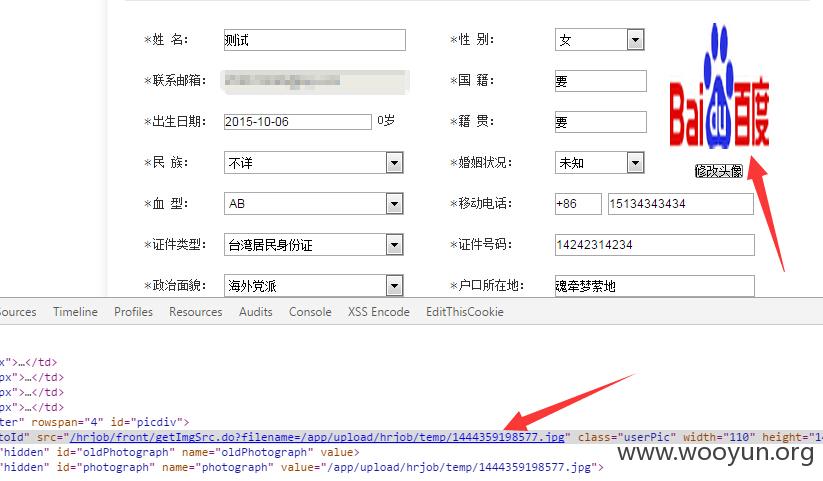 *姓 名： 测试 *性 别： 女
Bai du 百度
*联系邮箱： *国 籍： 要
*出生日期： 2015-10-06 0岁 *籍 贯： 要
*民 族： 不详 *婚姻状况： 未知 修改头像
*血 型： AB *移动电话： +86 15134343434
*证件类型： 台湾居民身份证 *证件号码： 14242314234
*政治面貌： 海外党派 *户口所在地： 魂牵梦萦地
ources Timeline Profiles Resources Audits Console XSS Encode EditThisCookie
x">…</td>
px">…</td>
px">…</td>
px">…</td>
ter" rowspan="4" id="picdiv">
toId" src="/hrjob/front/getImgSrc.do?filename=/app/upload/hrjob/temp/1444359198577.jpg" class="userPic" width="110" height="14
"hidden" id="oldPhotograph" name="oldPhotograph" value>
"hidden" id="photograph" name="photograph" value="/app/upload/hrjob/temp/1444359198577.jpg">
www.wooyun.org